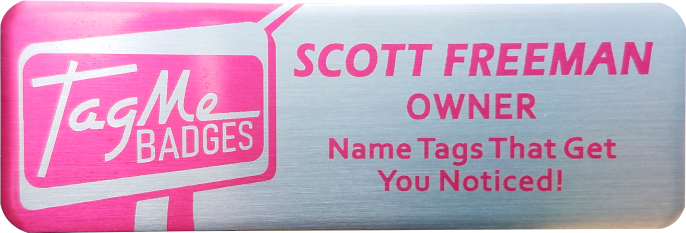 TagMe
BADGES
SCOTT FREEMAN
OWNER
Name Tags That Get
You Noticed!